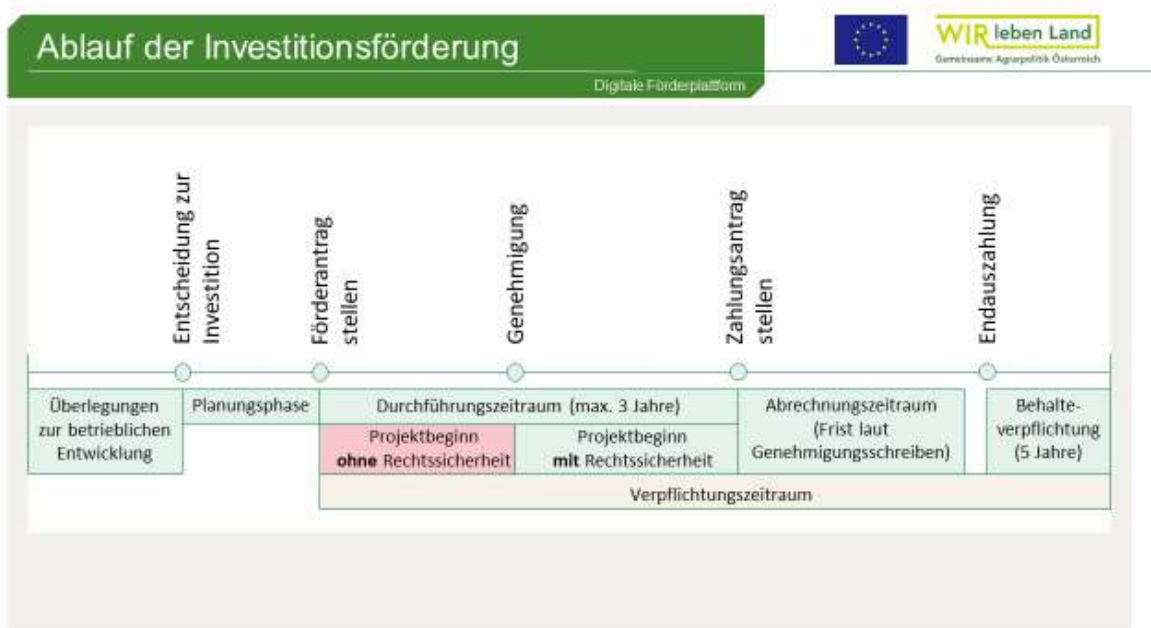 Ablauf der Investitionsförderung
Digitale Förderplattform
WIR leben Land
Gemeinsame Agrarpolitik Österreich
Entscheidung zur
Investition
Förderantrag
stellen
Genehmigung
Zahlungsantrag
stellen
Endauszahlung
Überlegungen
zur betrieblichen
Entwicklung
Planungsphase
Durchführungszeitraum (max. 3 Jahre)
Projektbeginn
ohne Rechtssicherheit
Projektbeginn
mit Rechtssicherheit
Abrechnungszeitraum
(Frist laut
Genehmigungsschreiben)
Behalte-
verpflichtung
(5 Jahre)
Verpflichtungszeitraum